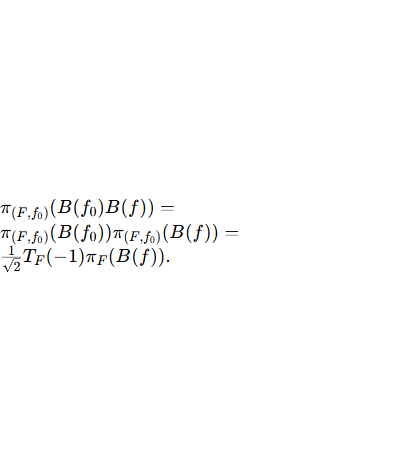 π_{(F,f_0)}(B(f_0)B(f)) =
π_{(F,f_0)}(B(f_0))π_{(F,f_0)}(B(f)) =
\frac{1}{\sqrt{2}}T_F(−1)π_F(B(f)).